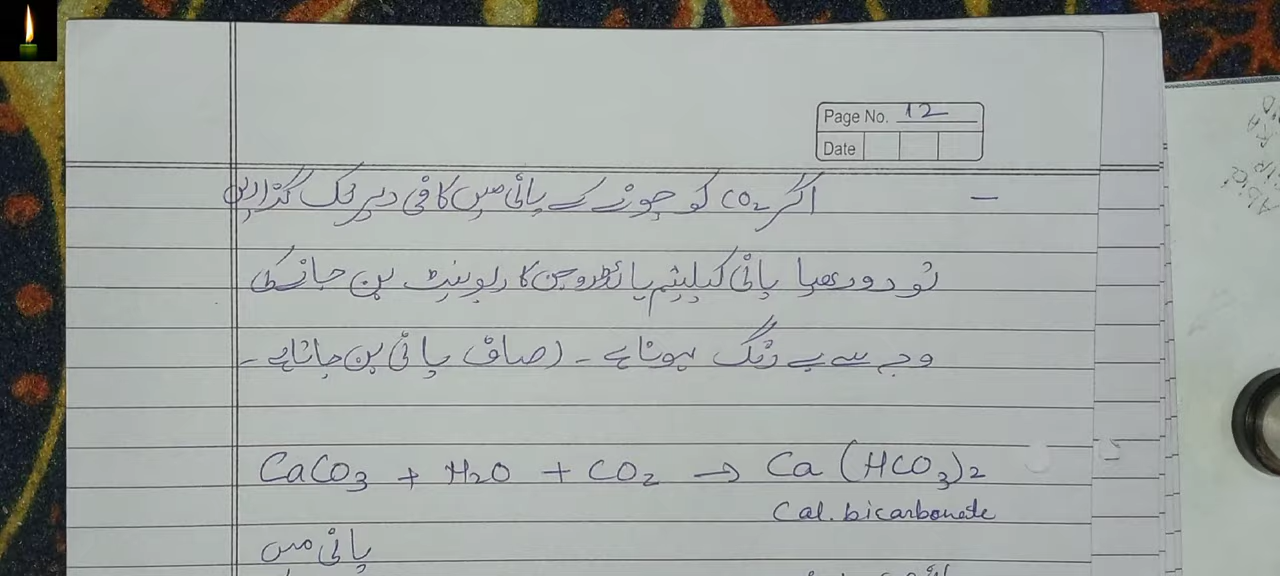 Page No. 12
Date
— اگر CO2 کو چونے کے پانی میں کافی دیر تک گذاریں
تو دودھیا پانی کیلیئیم ہائڈروجن کاربونیٹ بن جانے کی
وجہ سے بے رنگ ہوتا ہے۔ (صاف پانی بن جاتا ہے۔
CaCO3 + H2O + CO2 → Ca (HCO3)2
Cal. bicarbonate
پانی میں